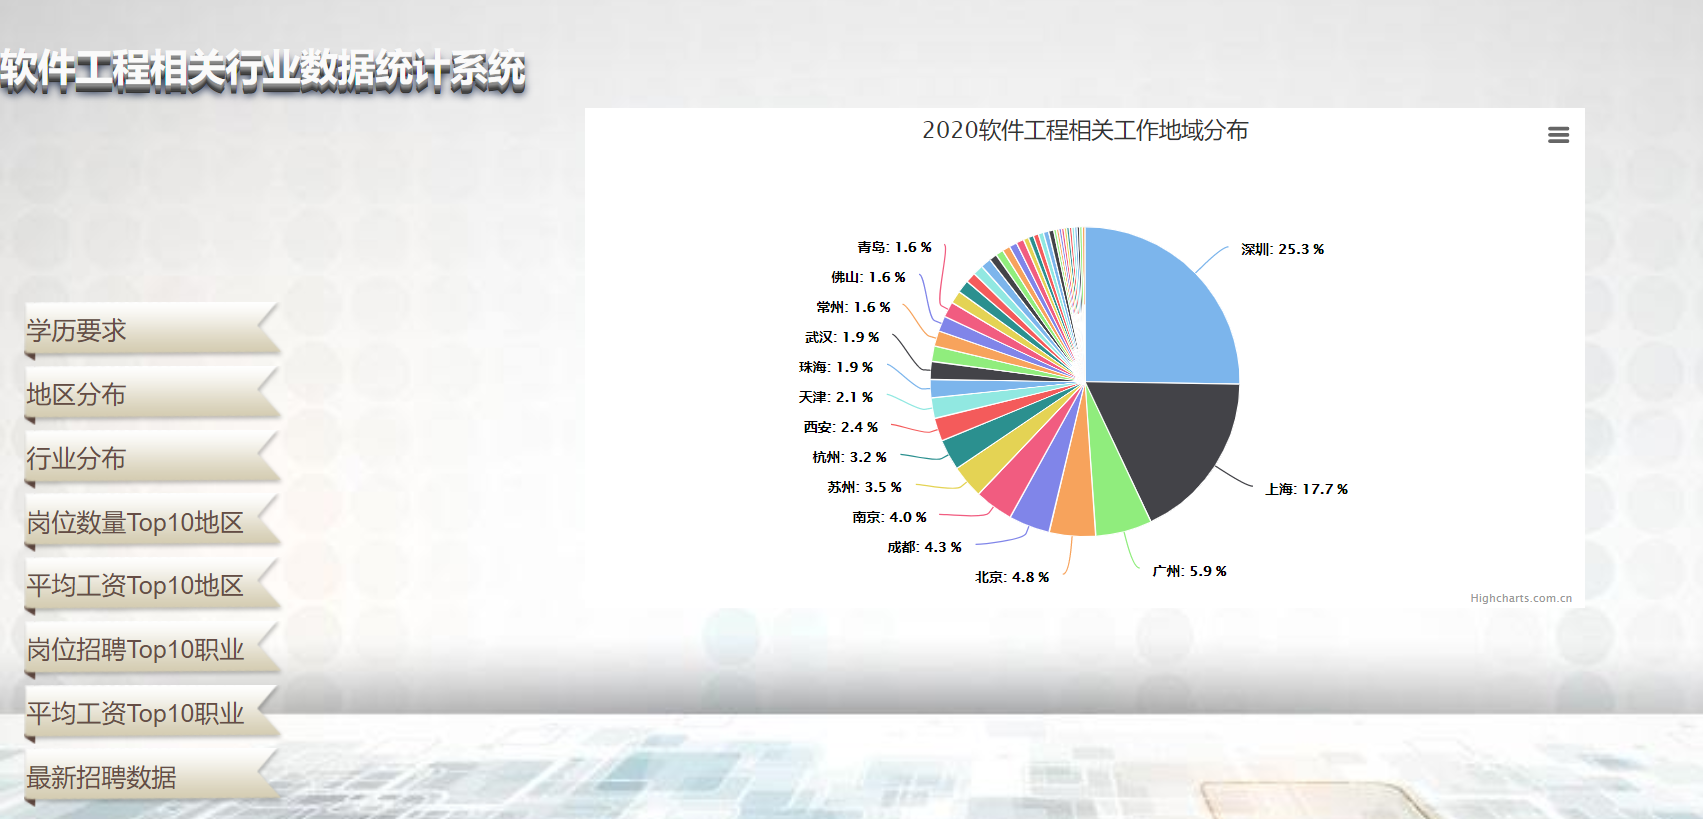 软件工程相关行业数据统计系统
学历要求
地区分布
行业分布
岗位数量Top10地区
平均工资Top10地区
岗位招聘Top10职业
平均工资Top10职业
最新招聘数据
2020软件工程相关工作地域分布
深圳: 25.3 %
上海: 17.7 %
广州: 5.9 %
北京: 4.8 %
成都: 4.3 %
南京: 4.0 %
苏州: 3.5 %
杭州: 3.2 %
西安: 2.4 %
天津: 2.1 %
珠海: 1.9 %
武汉: 1.9 %
常州: 1.6 %
佛山: 1.6 %
青岛: 1.6 %
Highcharts.com.cn